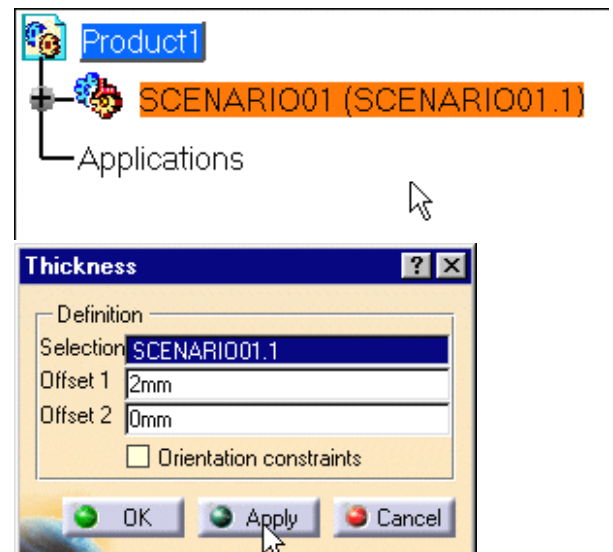 Product1
SCENARIO01 (SCENARIO01.1)
Applications
Thickness ?
Definition
Selection SCENARIO01.1
Offset 1 2mm
Offset 2 0mm
Orientation constraints
OK Apply Cancel